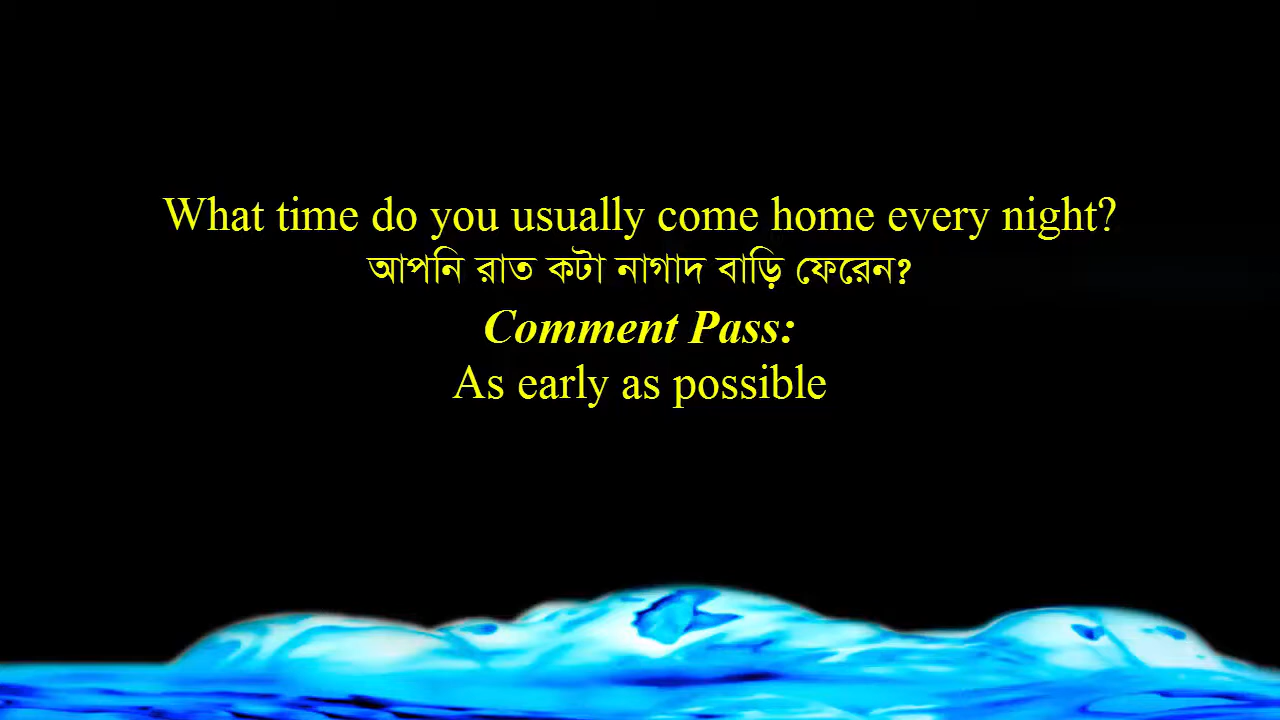 What time do you usually come home every night?
আপনি রাত কটা নাগাদ বাড়ি ফেরেন?
Comment Pass:
As early as possible